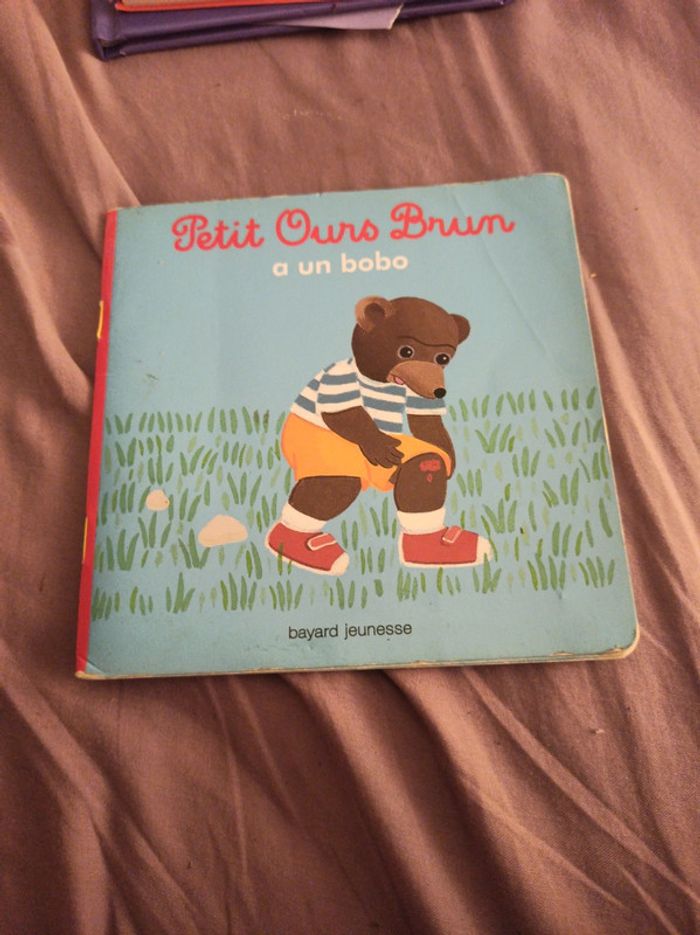 Petit Ours Brun
a un bobo
bayard jeunesse